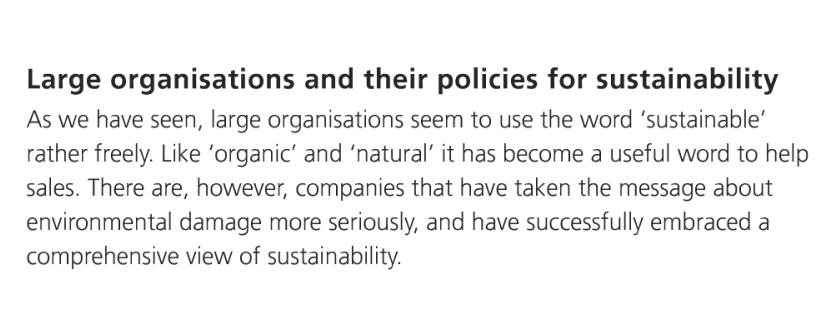 Large organisations and their policies for sustainability
As we have seen, large organisations seem to use the word ‘sustainable’
rather freely. Like ‘organic’ and ‘natural’ it has become a useful word to help
sales. There are, however, companies that have taken the message about
environmental damage more seriously, and have successfully embraced a
comprehensive view of sustainability.